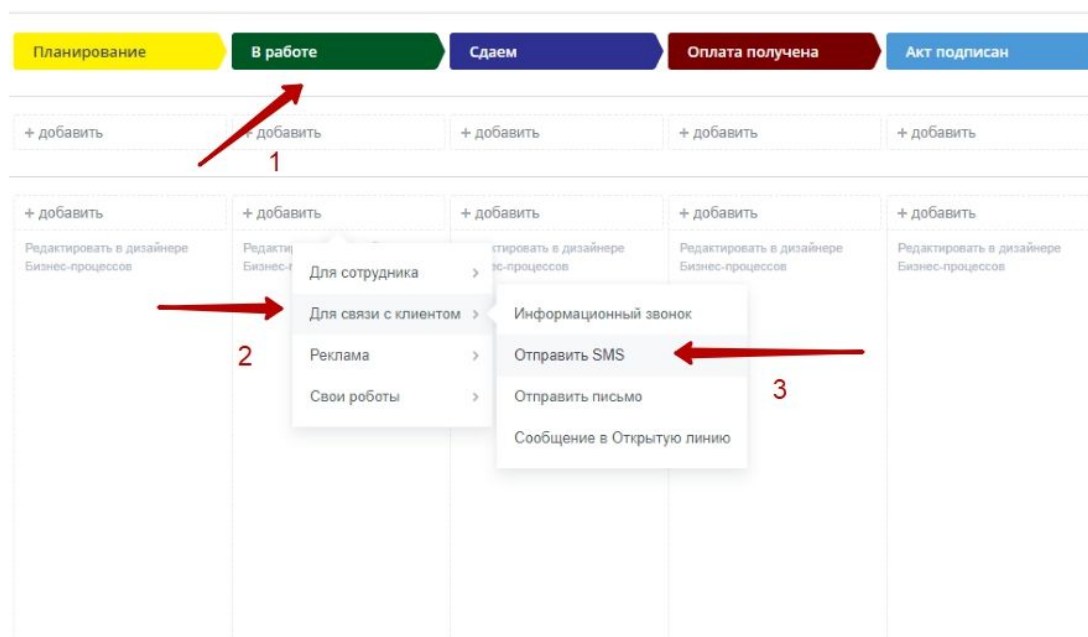 Планирование
В работе
Сдаем
Оплата получена
Акт подписан
+ добавить
+ добавить
+ добавить
+ добавить
+ добавить
1
+ добавить
+ добавить
+ добавить
+ добавить
+ добавить
Редактировать в дизайнере
Бизнес-процессов
Редактировать в дизайнере
Бизнес-процессов
Редактировать в дизайнере
Бизнес-процессов
Для сотрудника
Для связи с клиентом
Реклама
Свои роботы
2
Информационный звонок
Отправить SMS
Отправить письмо
Сообщение в Открытую линию
3